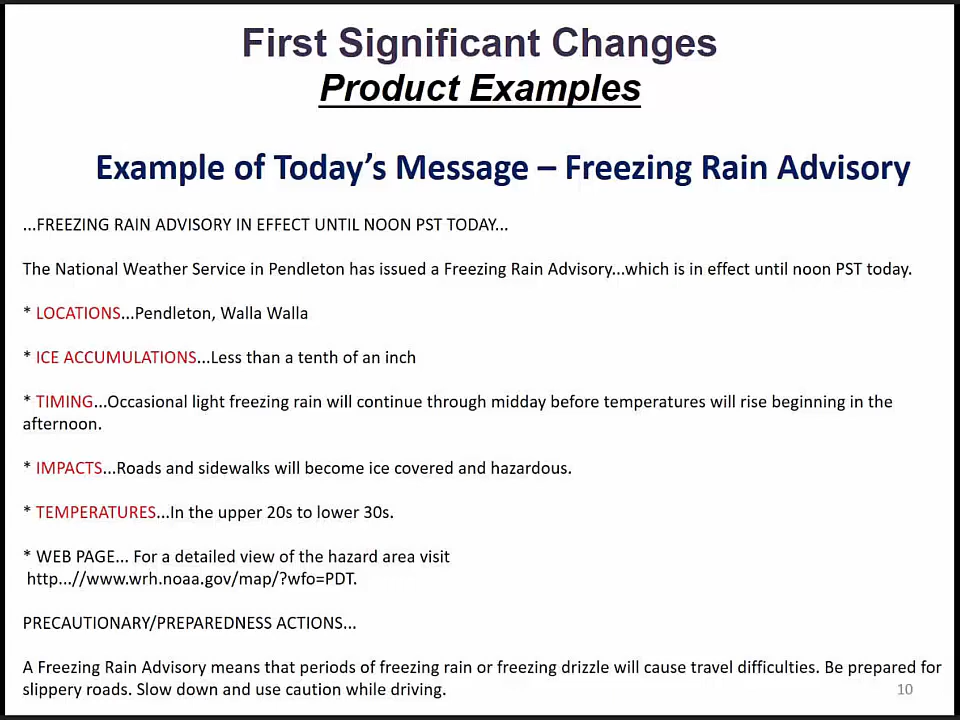 First Significant Changes
Product Examples
Example of Today’s Message – Freezing Rain Advisory
...FREEZING RAIN ADVISORY IN EFFECT UNTIL NOON PST TODAY...
The National Weather Service in Pendleton has issued a Freezing Rain Advisory...which is in effect until noon PST today.
* LOCATIONS...Pendleton, Walla Walla
* ICE ACCUMULATIONS...Less than a tenth of an inch
* TIMING...Occasional light freezing rain will continue through midday before temperatures will rise beginning in the
afternoon.
* IMPACTS...Roads and sidewalks will become ice covered and hazardous.
* TEMPERATURES...In the upper 20s to lower 30s.
* WEB PAGE... For a detailed view of the hazard area visit
http...//www.wrh.noaa.gov/map/?wfo=PDT.
PRECAUTIONARY/PREPAREDNESS ACTIONS...
A Freezing Rain Advisory means that periods of freezing rain or freezing drizzle will cause travel difficulties. Be prepared for
slippery roads. Slow down and use caution while driving.
10